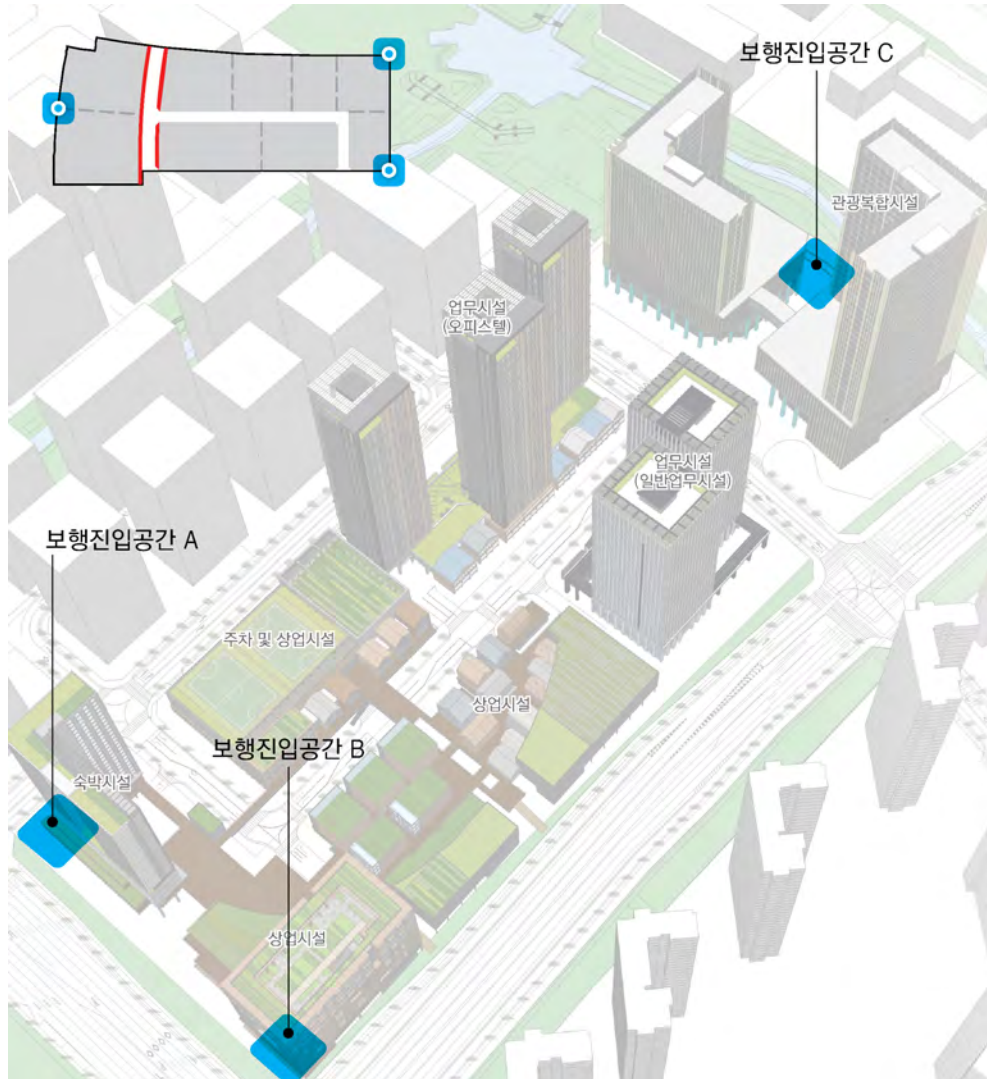 보행진입공간 C
관광복합시설
업무시설
(오피스텔)
업무시설
(일반업무시설)
보행진입공간 A
주차 및 상업시설
상업시설
보행진입공간 B
숙박시설
상업시설